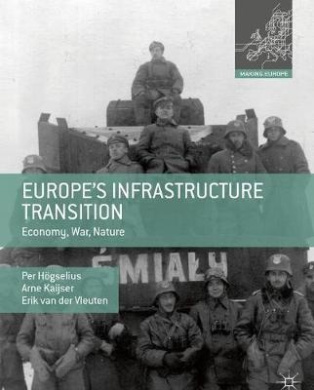 MAKING EUROPE
EUROPE'S INFRASTRUCTURE
TRANSITION
Economy, War, Nature
Per Högselius
Arne Kaijser
Erik van der Vleuten
ŚMIAŁY